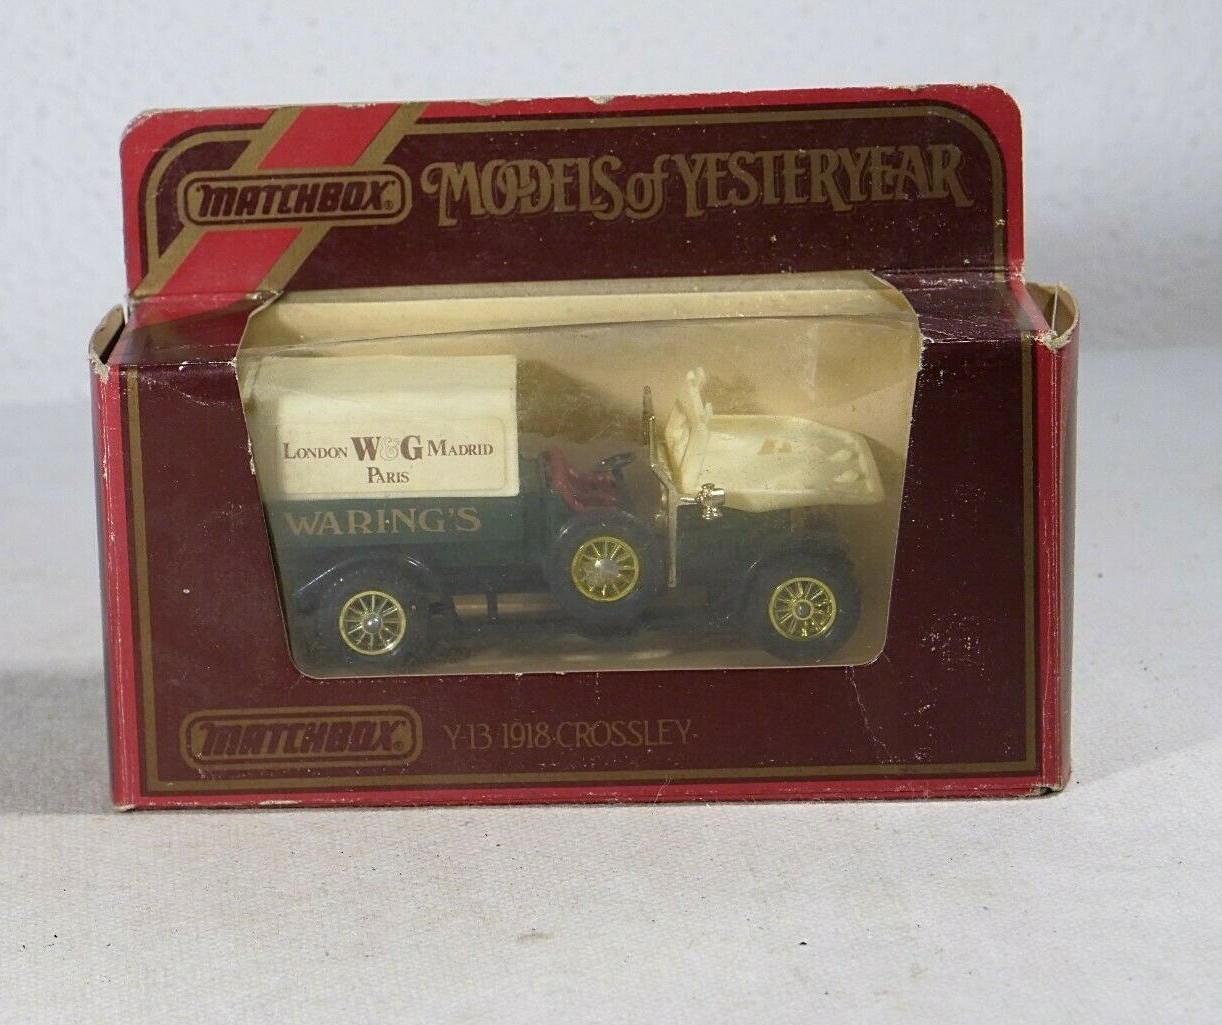 MATCHBOX®
MODELS of YESTERYEAR
LONDON W&G MADRID
PARIS
WARING'S
MATCHBOX®
Y-13 1918·CROSSLEY·